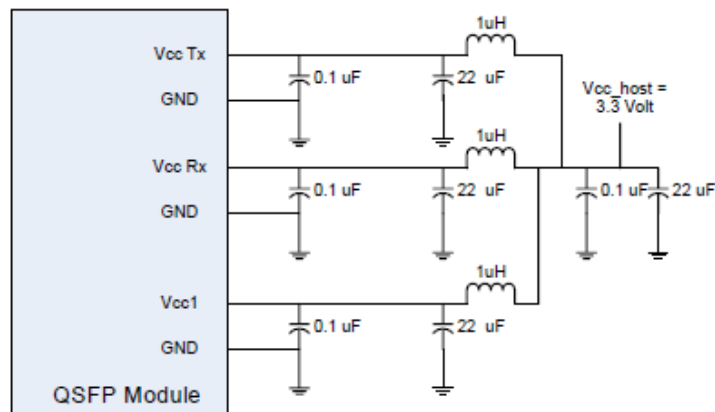 1uH
Vcc Tx
0.1 uF
22 uF
GND
Vcc_host =
3.3 Volt
1uH
Vcc Rx
0.1 uF
22 uF
0.1 uF
22 uF
GND
1uH
Vcc1
0.1 uF
22 uF
GND
QSFP Module